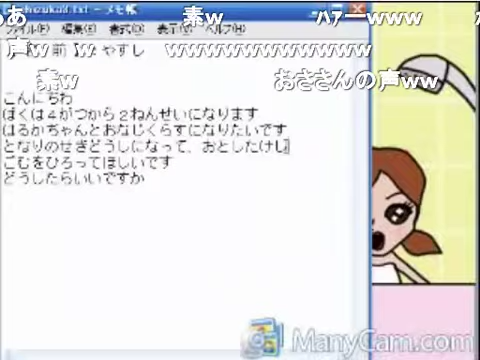 ああ
素w
ﾊｧーwww
.txt - メモ帳
ファイル(F) 編集(E) 書式(O) 表示(V) ヘルプ(H)
声w
前
w
やすし
wwwwwwwwwwwwww
素w
おささんの声ww
こんにちわ
ぼくは４がつから２ねんせいになります
はるかちゃんとおなじくらすになりたいです
となりのせきどうしになって、おとしたけし
ごむをひろってほしいです
どうしたらいいですか
ManyCam.com